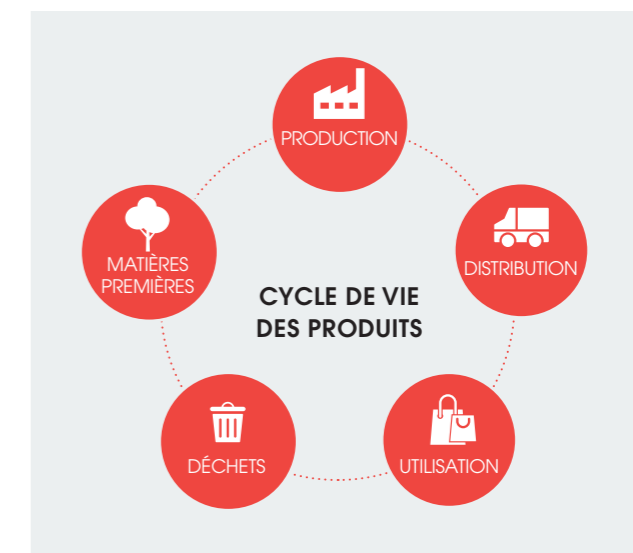 PRODUCTION
DISTRIBUTION
MATIÈRES
PREMIÈRES
CYCLE DE VIE
DES PRODUITS
DÉCHETS
UTILISATION